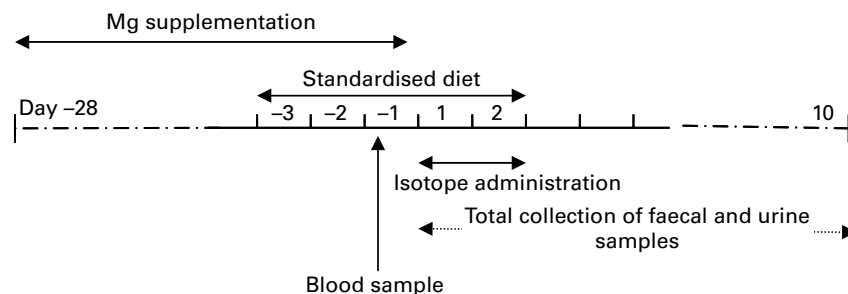 Mg supplementation
Standardised diet
Day –28
–3 –2 –1 1 2
10
Isotope administration
Total collection of faecal and urine
samples
Blood sample